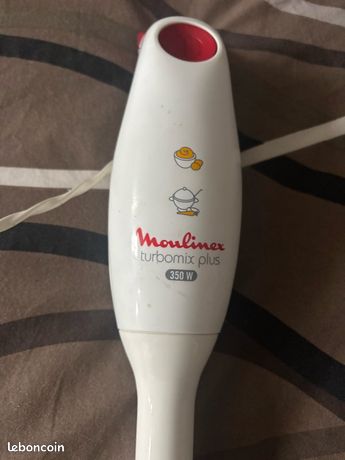 Moulinex
turbomix plus
350 W
leboncoin